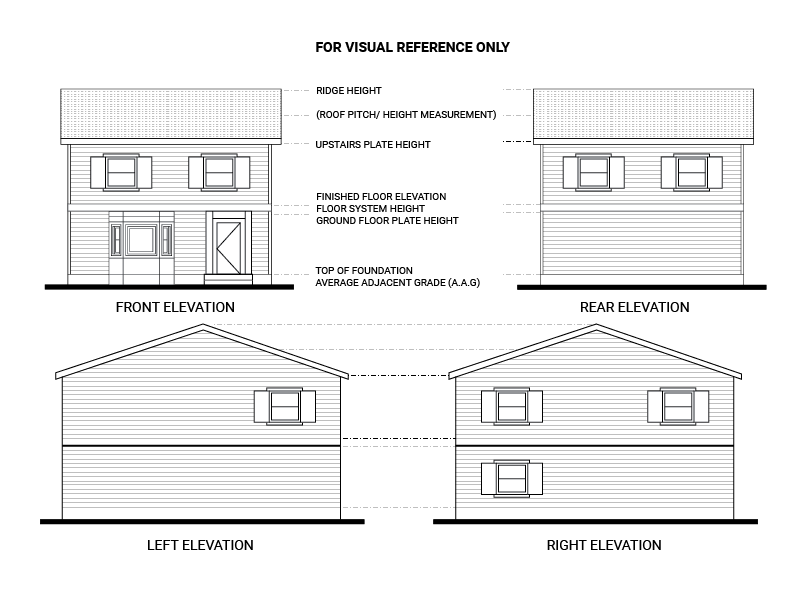 FOR VISUAL REFERENCE ONLY
RIDGE HEIGHT
(ROOF PITCH/ HEIGHT MEASUREMENT)
UPSTAIRS PLATE HEIGHT
FINISHED FLOOR ELEVATION
FLOOR SYSTEM HEIGHT
GROUND FLOOR PLATE HEIGHT
TOP OF FOUNDATION
AVERAGE ADJACENT GRADE (A.A.G)
FRONT ELEVATION
REAR ELEVATION
LEFT ELEVATION
RIGHT ELEVATION